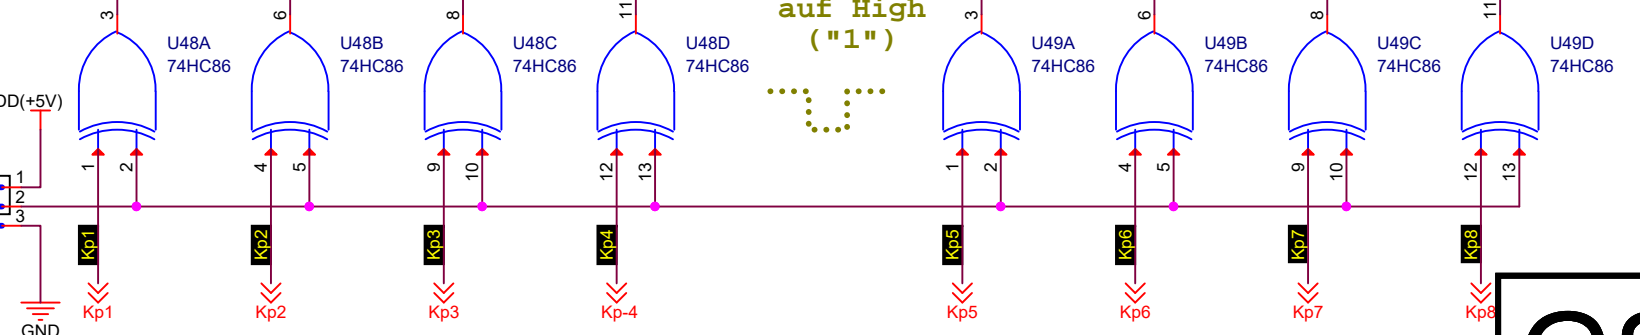 3
6
8
11
auf High
("1")
3
6
8
11
U48A
74HC86
U48B
74HC86
U48C
74HC86
U48D
74HC86
U49A
74HC86
U49B
74HC86
U49C
74HC86
U49D
74HC86
DD(+5V)
1
2
4
5
9
10
12
13
1
2
4
5
9
10
12
13
1
2
3
Kp1
Kp2
Kp3
Kp4
Kp5
Kp6
Kp7
Kp8
Kp1
Kp2
Kp3
Kp-4
Kp5
Kp6
Kp7
Kp8
GND